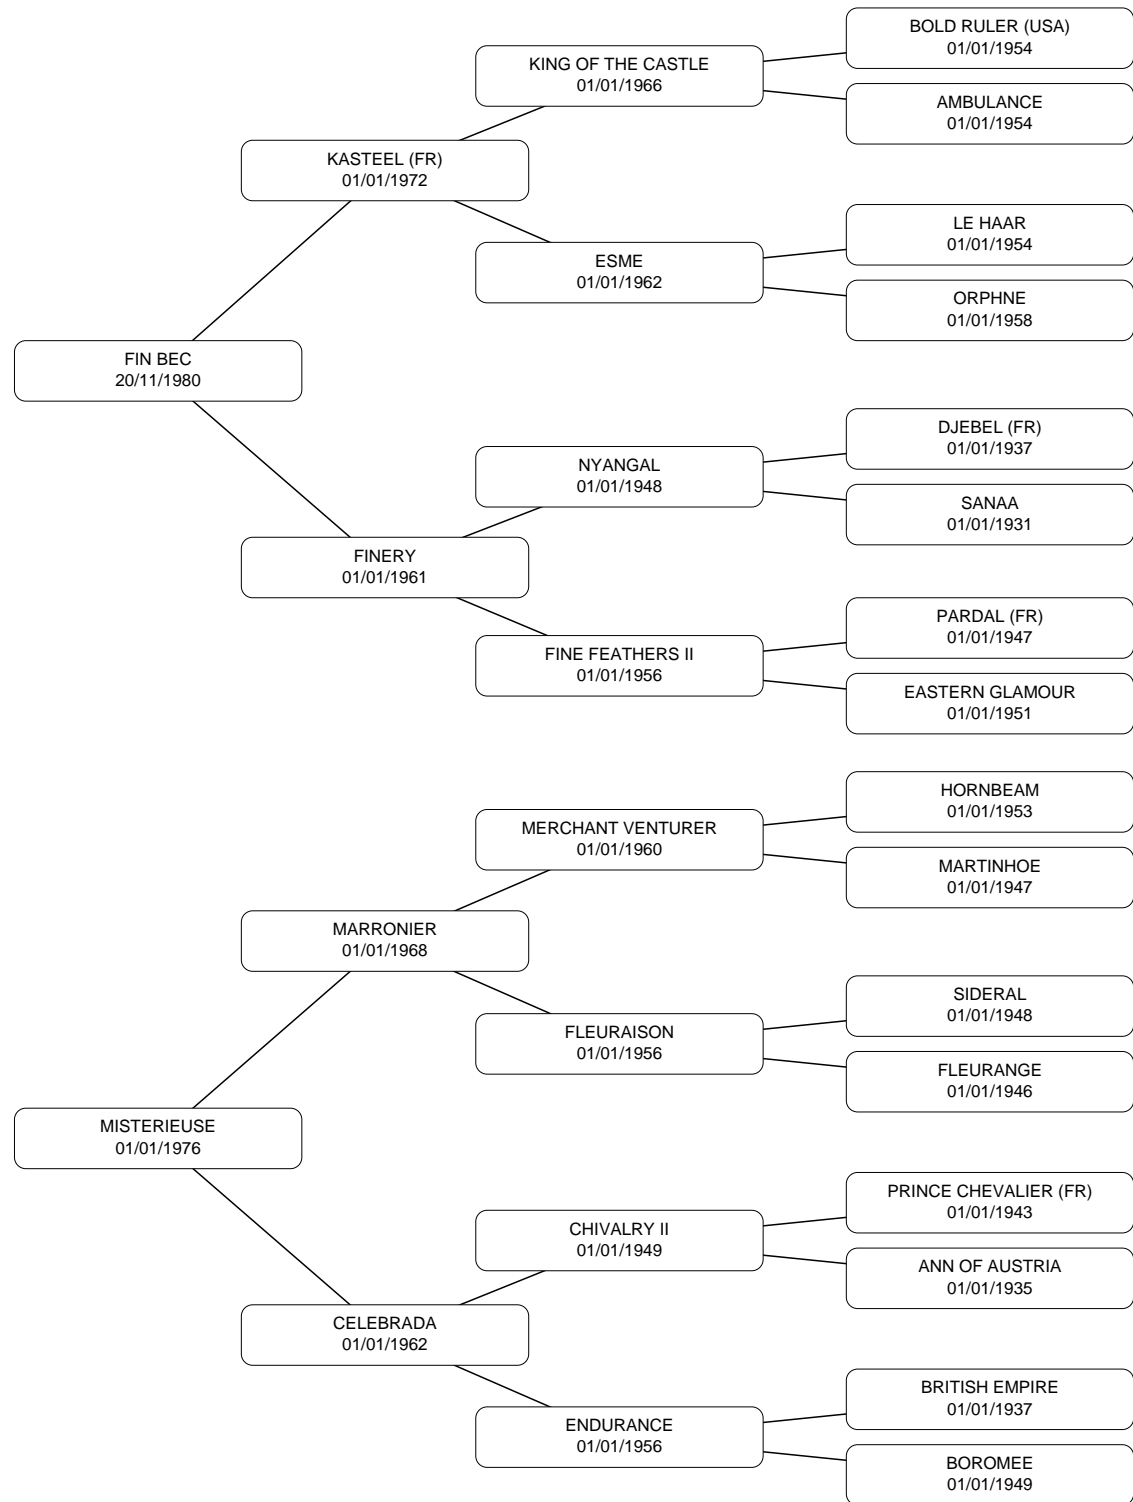 BOLD RULER (USA)
01/01/1954
KING OF THE CASTLE
01/01/1966
AMBULANCE
01/01/1954
KASTEEL (FR)
01/01/1972
LE HAAR
01/01/1954
ESME
01/01/1962
ORPHNE
01/01/1958
FIN BEC
20/11/1980
DJEBEL (FR)
01/01/1937
NYANGAL
01/01/1948
SANAA
01/01/1931
FINERY
01/01/1961
PARDAL (FR)
01/01/1947
FINE FEATHERS II
01/01/1956
EASTERN GLAMOUR
01/01/1951
HORNBEAM
01/01/1953
MERCHANT VENTURER
01/01/1960
MARTINHOE
01/01/1947
MARRONIER
01/01/1968
SIDERAL
01/01/1948
FLEURAISON
01/01/1956
FLEURANGE
01/01/1946
MISTERIEUSE
01/01/1976
PRINCE CHEVALIER (FR)
01/01/1943
CHIVALRY II
01/01/1949
ANN OF AUSTRIA
01/01/1935
CELEBRADA
01/01/1962
BRITISH EMPIRE
01/01/1937
ENDURANCE
01/01/1956
BOROMEE
01/01/1949